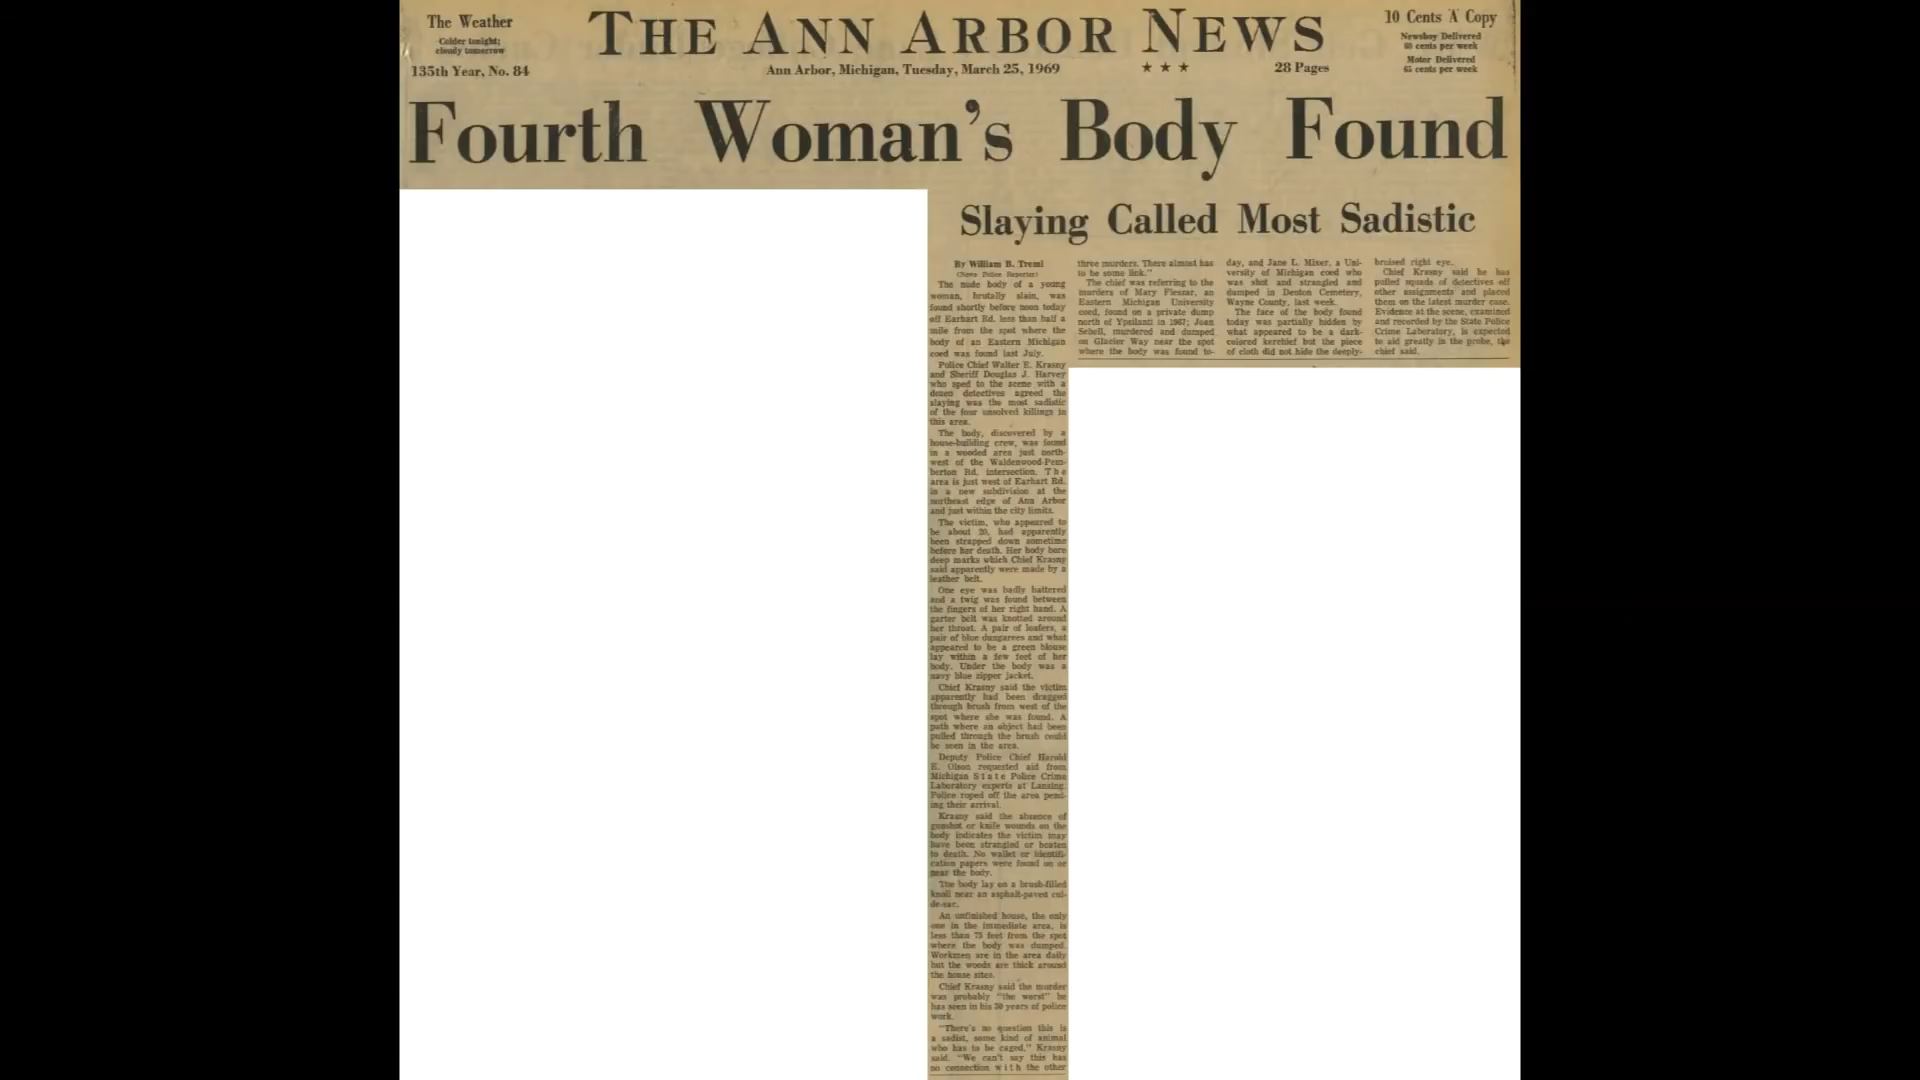 The Weather
Colder tonight;
cloudy tomorrow
135th Year, No. 84
THE ANN ARBOR NEWS
Ann Arbor, Michigan, Tuesday, March 25, 1969
★ ★ ★
28 Pages
10 Cents A Copy
Newsboy Delivered
60 cents per week
Motor Delivered
65 cents per week
Fourth Woman's Body Found
Slaying Called Most Sadistic
By William B. Treml
(News Police Reporter)
The nude body of a young
woman, brutally slain, was
found shortly before noon today
off Earhart Rd. less than half a
mile from the spot where the
body of an Eastern Michigan
coed was found last July.
Police Chief Walter E. Krasny
and Sheriff Douglas J. Harvey
who sped to the scene with a
dozen detectives agreed the
slaying was the most sadistic
of the four unsolved killings in
this area.
The body, discovered by a
house-building crew, was found
in a wooded area just north-
west of the Waldenwood-Pem-
berton Rd. intersection. The
area is just west of Earhart Rd.
in a new subdivision at the
northeast edge of Ann Arbor
and just within the city limits.
The victim, who appeared to
be about 20, had apparently
been strapped down sometime
before her death. Her body bore
deep marks which Chief Krasny
said apparently were made by a
leather belt.
One eye was badly battered
and a twig was found between
the fingers of her right hand. A
garter belt was knotted around
her throat. A pair of loafers, a
pair of blue dungarees and what
appeared to be a green blouse
lay within a few feet of her
body. Under the body was a
navy blue zipper jacket.
Chief Krasny said the victim
apparently had been dragged
through brush from west of the
spot where she was found. A
path where an object had been
pulled through the brush could
be seen in the area.
Deputy Police Chief Harold
E. Olson requested aid from
Michigan State Police Crime
Laboratory experts at Lansing.
Police roped off the area pend-
ing their arrival.
Krasny said the absence of
gunshot or knife wounds on the
body indicates the victim may
have been strangled or beaten
to death. No wallet or identifi-
cation papers were found on or
near the body.
The body lay on a brush-filled
knoll near an asphalt-paved cul-
de-sac.
An unfinished house, the only
one in the immediate area, is
less than 75 feet from the spot
where the body was dumped.
Workmen are in the area daily
but the woods are thick around
the house sites.
Chief Krasny said the murder
was probably "the worst" he
has seen in his 30 years of police
work.
"There's no question this is
a sadist, some kind of animal
who has to be caged," Krasny
said. "We can't say this has
no connection with the other
three murders. There almost has
to be some link."
The chief was referring to the
murders of Mary Fleszar, an
Eastern Michigan University
coed, found on a private dump
north of Ypsilanti in 1967; Joan
Schell, murdered and dumped
on Glacier Way near the spot
where the body was found to-
day, and Jane L. Mixer, a Uni-
versity of Michigan coed who
was shot and strangled and
dumped in Denton Cemetery,
Wayne County, last week.
The face of the body found
today was partially hidden by
what appeared to be a dark-
colored kerchief but the piece
of cloth did not hide the deeply-
bruised right eye.
Chief Krasny said he has
pulled squads of detectives off
other assignments and placed
them on the latest murder case.
Evidence at the scene, examined
and recorded by the State Police
Crime Laboratory, is expected
to aid greatly in the probe, the
chief said.